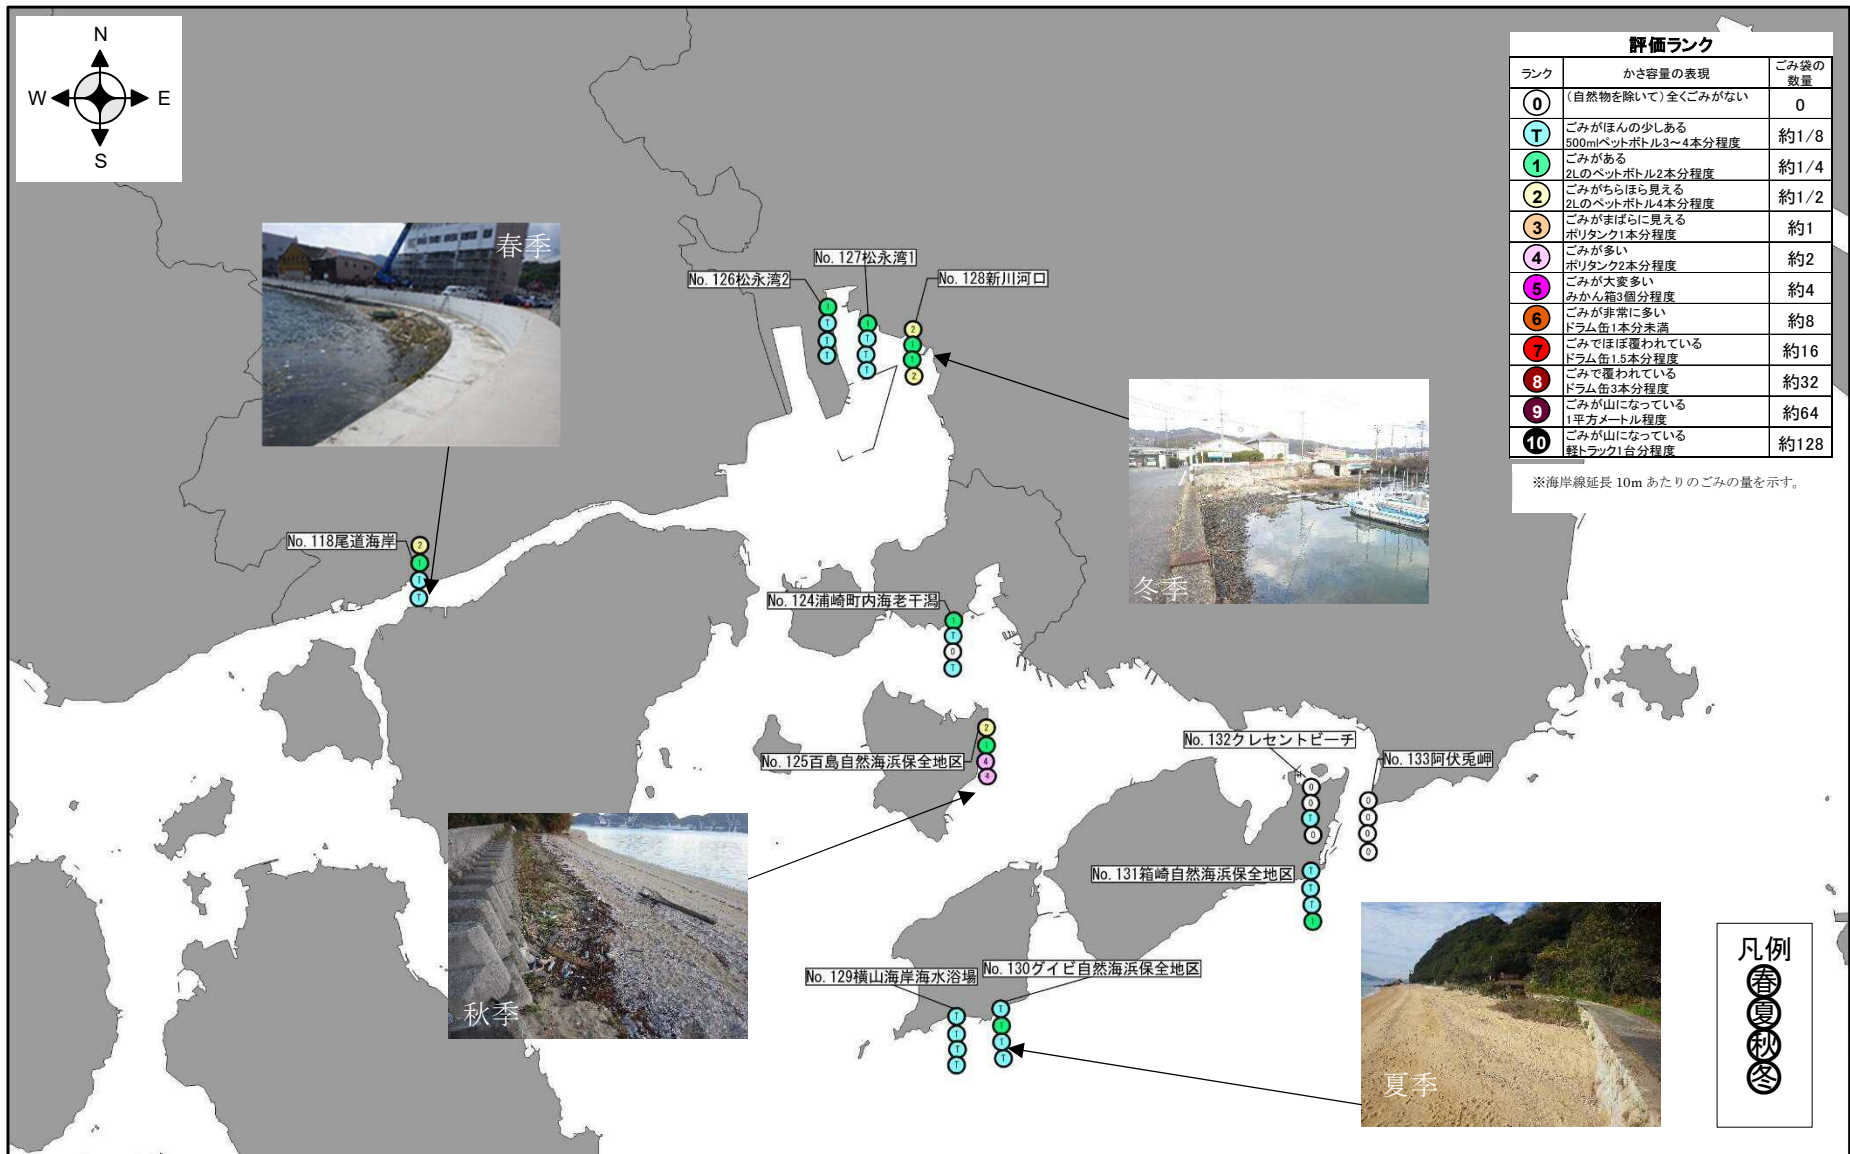 N
W E
S
評価ランク
ランク かさ容量の表現 ごみ袋の数量
0 (自然物を除いて)全くごみがない 0
T ごみがほんの少しある 500mlペットボトル3～4本分程度 約1/8
1 ごみがある 2Lのペットボトル2本分程度 約1/4
2 ごみがちらほら見える 2Lのペットボトル4本分程度 約1/2
3 ごみがまばらに見える ポリタンク1本分程度 約1
4 ごみが多い ポリタンク2本分程度 約2
5 ごみが大変多い みかん箱3個分程度 約4
6 ごみが非常に多い ドラム缶1本分未満 約8
7 ごみでほぼ覆われている ドラム缶1.5本分程度 約16
8 ごみで覆われている ドラム缶3本分程度 約32
9 ごみが山になっている 1平方メートル程度 約64
10 ごみが山になっている 軽トラック1台分程度 約128
※海岸線延長 10m あたりのごみの量を示す。
春季
No. 126松永湾2
1
T
T
T
No. 127松永湾1
1
T
T
T
No. 128新川河口
2
1
1
2
冬季
No. 118尾道海岸
2
1
T
T
No. 124浦崎町内海老干潟
1
T
0
T
No. 125百島自然海浜保全地区
2
1
4
4
No. 132クレセントビーチ
0
0
T
0
No. 133阿伏兎岬
0
0
0
0
No. 131箱崎自然海浜保全地区
T
T
T
1
秋季
No. 129横山海岸海水浴場
T
T
T
T
No. 130グイビ自然海浜保全地区
T
1
T
T
夏季
凡例
春
夏
秋
冬